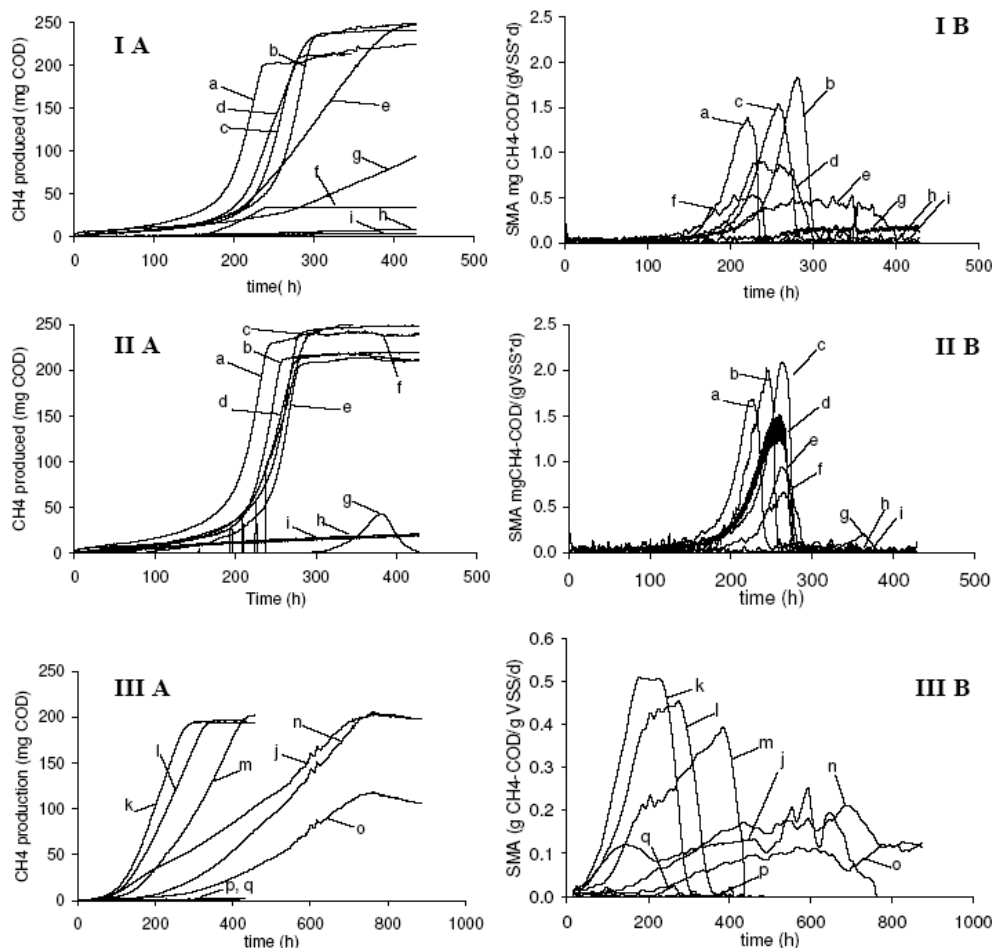 I A
CH4 produced (mg COD)
250
200
150
100
50
0
a
b
c
d
e
f
g
h
i
0 100 200 300 400 500
time( h)
I B
SMA mg CH4-COD/ (gVSS*d)
2.5
2.0
1.5
1.0
0.5
0.0
a
b
c
d
e
f
g
h
i
0 100 200 300 400 500
time (h)
II A
CH4 produced (mg COD)
250
200
150
100
50
0
a
b
c
d
e
f
g
h
i
0 100 200 300 400 500
Time (h)
II B
SMA mgCH4-COD/ (gVSS*d)
2.5
2.0
1.5
1.0
0.5
0.0
a
b
c
d
e
f
g
h
i
0 100 200 300 400 500
time (h)
III A
CH4 production (mg COD)
250
200
150
100
50
0
k
l
m
j
n
o
p, q
0 200 400 600 800 1000
time (h)
III B
SMA (g CH4-COD/g VSS/d)
0.6
0.5
0.4
0.3
0.2
0.1
0.0
k
l
m
j
n
q
p
o
0 200 400 600 800 1000
time (h)